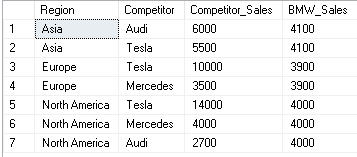 Region Competitor Competitor_Sales BMW_Sales
1 Asia Audi 6000 4100
2 Asia Tesla 5500 4100
3 Europe Tesla 10000 3900
4 Europe Mercedes 3500 3900
5 North America Tesla 14000 4000
6 North America Mercedes 4000 4000
7 North America Audi 2700 4000